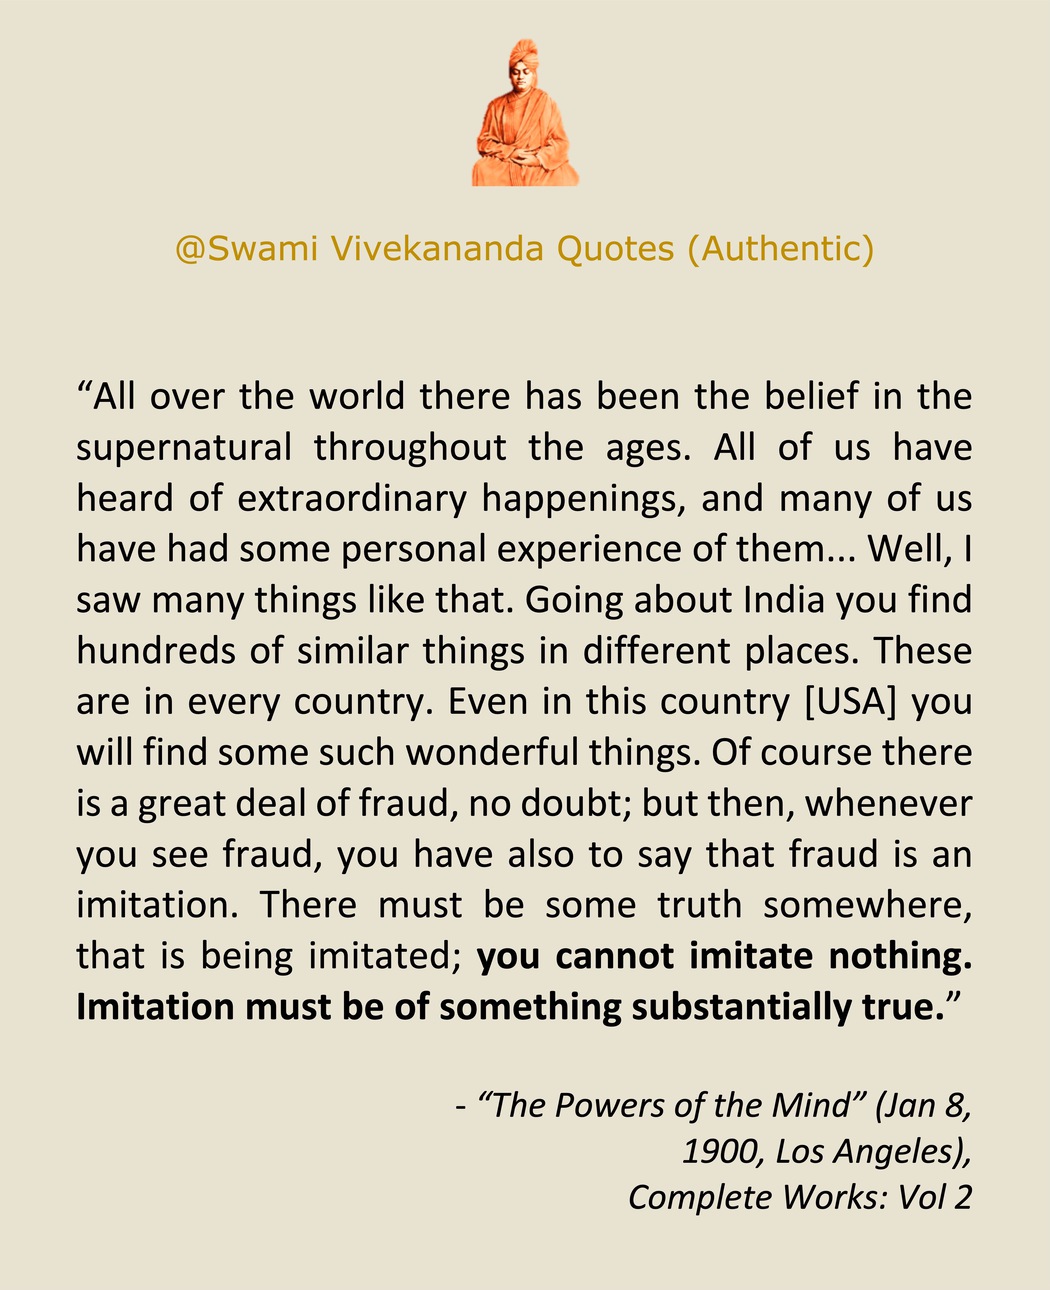 @Swami Vivekananda Quotes (Authentic)
“All over the world there has been the belief in the
supernatural throughout the ages. All of us have
heard of extraordinary happenings, and many of us
have had some personal experience of them... Well, I
saw many things like that. Going about India you find
hundreds of similar things in different places. These
are in every country. Even in this country [USA] you
will find some such wonderful things. Of course there
is a great deal of fraud, no doubt; but then, whenever
you see fraud, you have also to say that fraud is an
imitation. There must be some truth somewhere,
that is being imitated; you cannot imitate nothing.
Imitation must be of something substantially true.”
- “The Powers of the Mind” (Jan 8,
1900, Los Angeles),
Complete Works: Vol 2